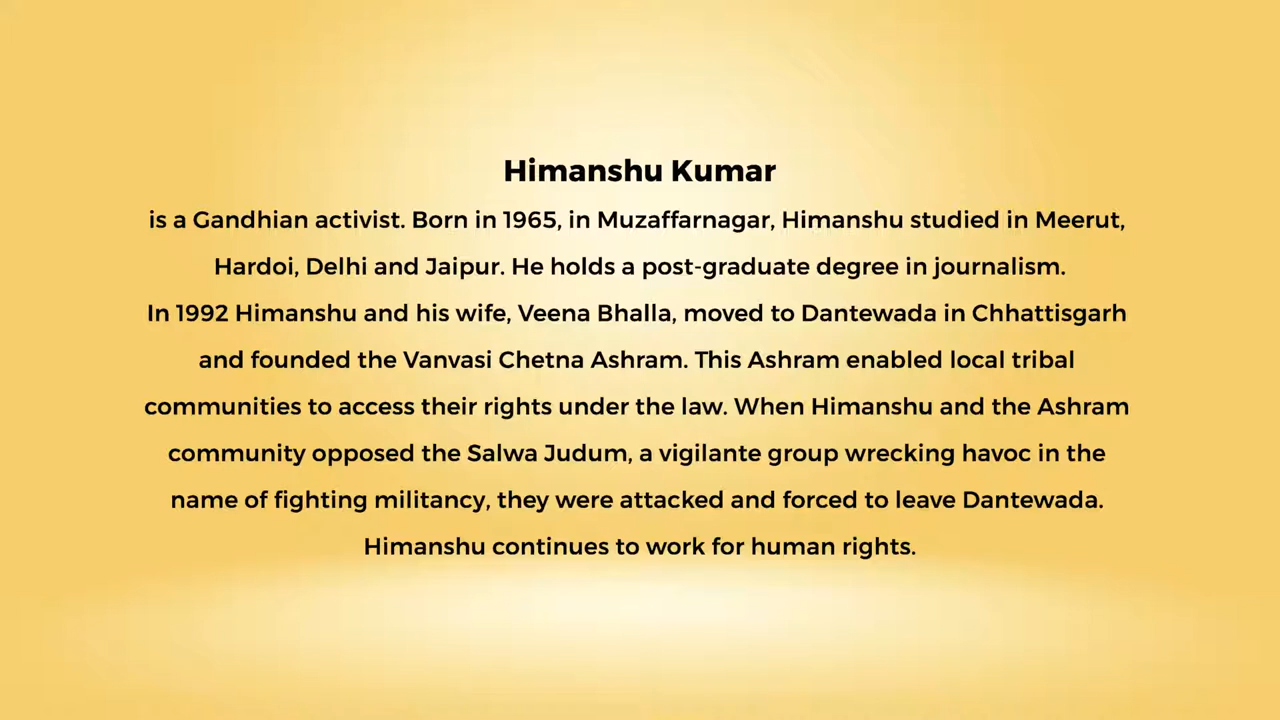 Himanshu Kumar
is a Gandhian activist. Born in 1965, in Muzaffarnagar, Himanshu studied in Meerut,
Hardoi, Delhi and Jaipur. He holds a post-graduate degree in journalism.
In 1992 Himanshu and his wife, Veena Bhalla, moved to Dantewada in Chhattisgarh
and founded the Vanvasi Chetna Ashram. This Ashram enabled local tribal
communities to access their rights under the law. When Himanshu and the Ashram
community opposed the Salwa Judum, a vigilante group wrecking havoc in the
name of fighting militancy, they were attacked and forced to leave Dantewada.
Himanshu continues to work for human rights.